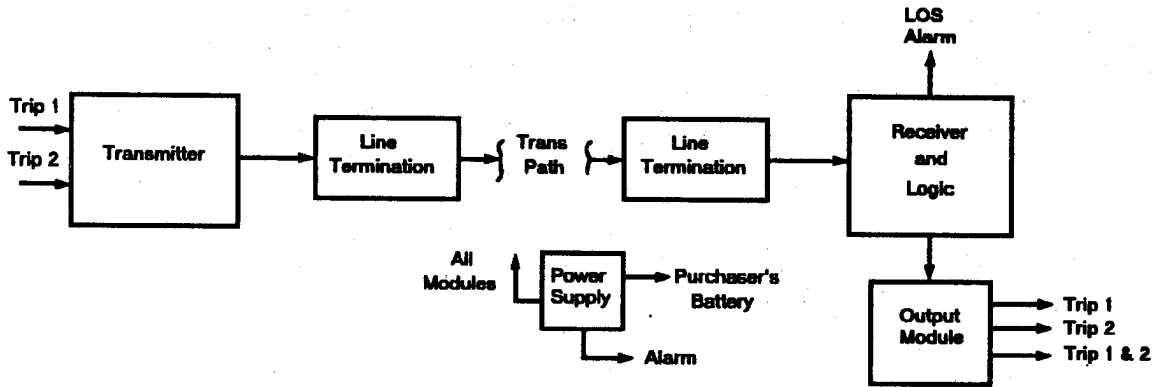 LOS
Alarm
Trip 1
Trip 2
Transmitter
Line
Termination
Trans
Path
Line
Termination
Receiver
and
Logic
All
Modules
Power
Supply
Purchaser's
Battery
Alarm
Output
Module
Trip 1
Trip 2
Trip 1 & 2